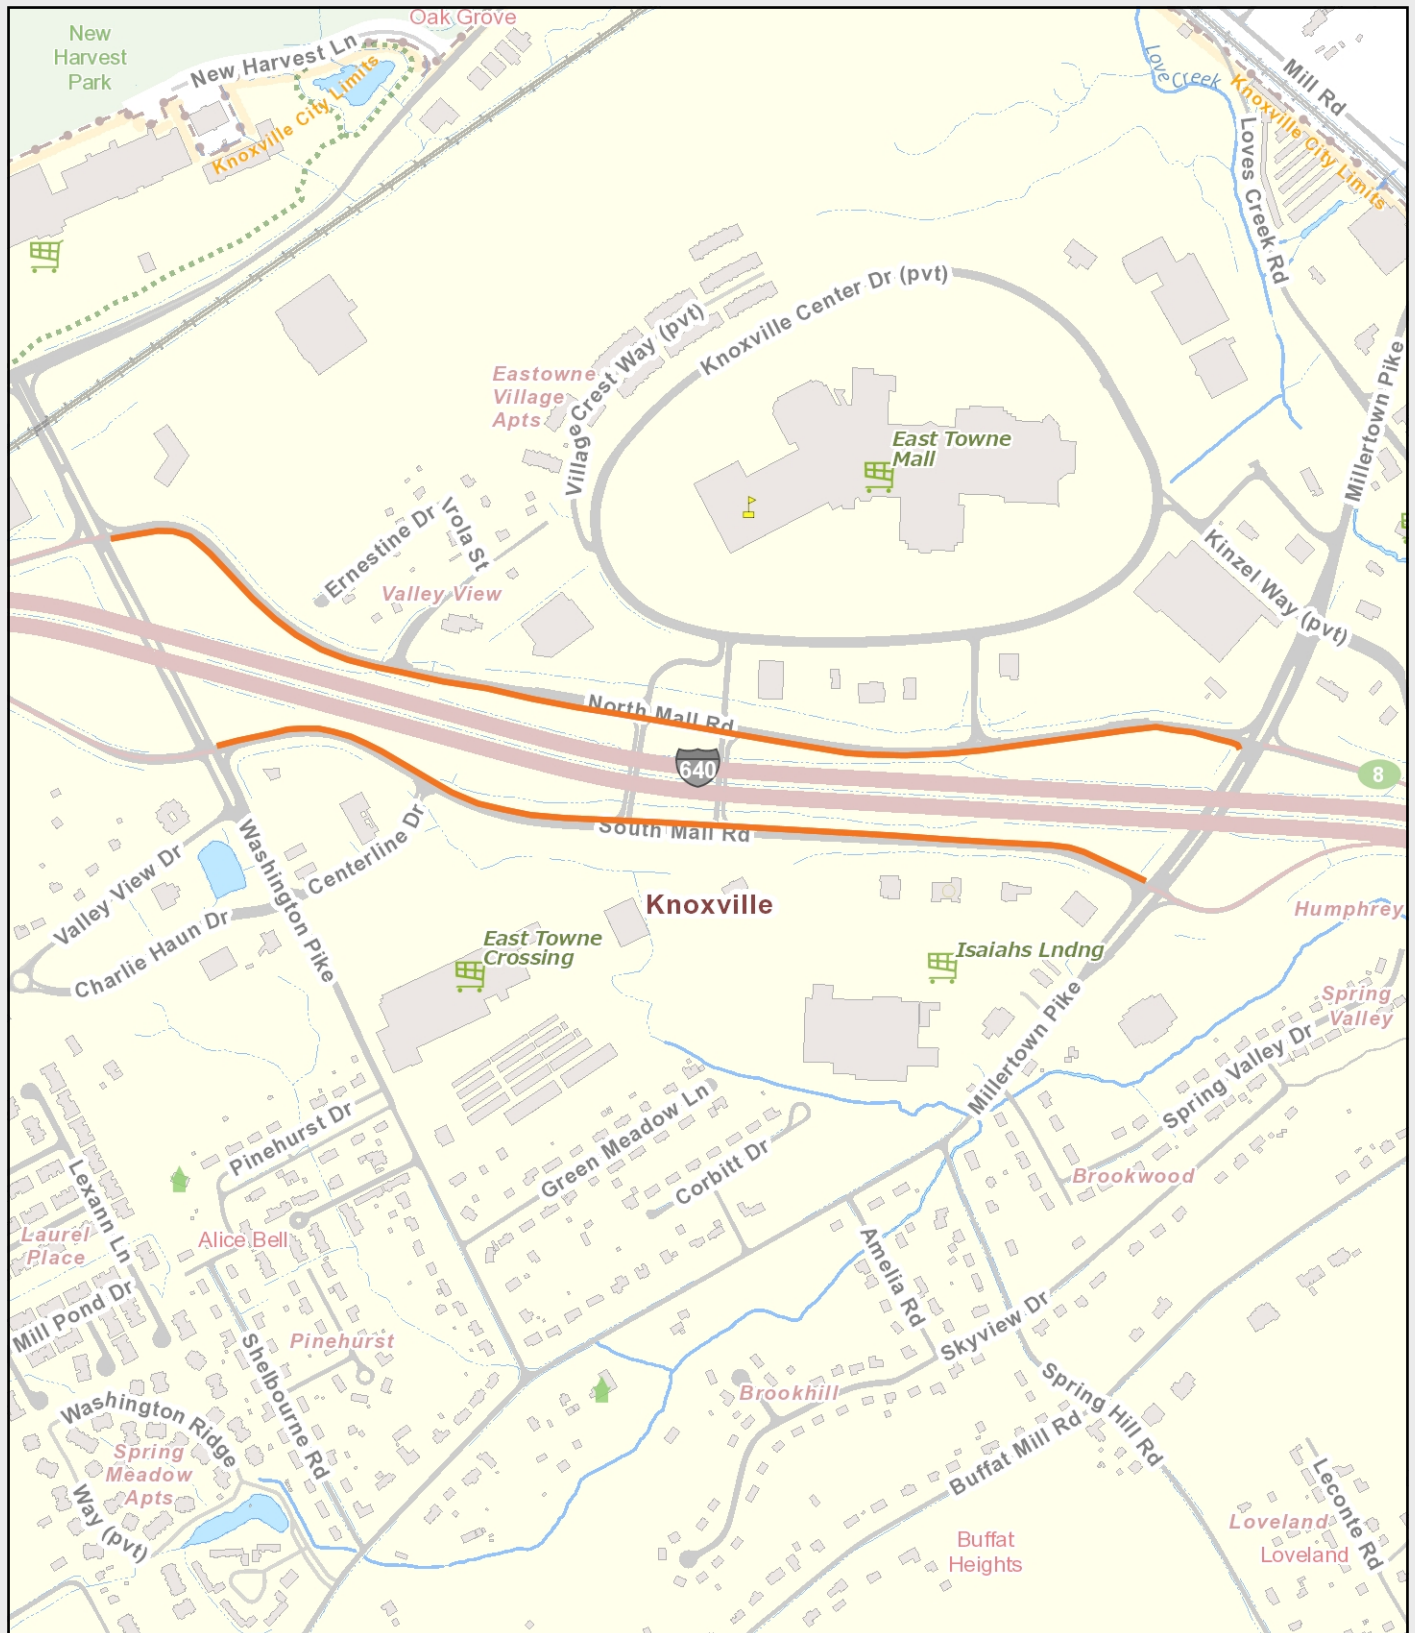 Oak Grove
New
Harvest
Park
New Harvest Ln
Knoxville City Limits
Love Creek
Mill Rd
Knoxville City Limits
Loves Creek Rd
Knoxville Center Dr (pvt)
Village Crest Way (pvt)
Eastowne
Village
Apts
East Towne
Mall
Millertown Pike
Ernestine Dr
Irola St
Valley View
Kinzel Way (pvt)
North Mall Rd
640
8
South Mall Rd
Washington Pike
Centerline Dr
Valley View Dr
Charlie Haun Dr
Knoxville
East Towne
Crossing
Isaiahs Lndng
Humphrey
Spring
Valley
Millertown Pike
Spring Valley Dr
Pinehurst Dr
Green Meadow Ln
Corbitt Dr
Brookwood
Lexann Ln
Laurel
Place
Alice Bell
Amelia Rd
Mill Pond Dr
Pinehurst
Shelbourne Rd
Skyview Dr
Brookhill
Spring Hill Rd
Washington Ridge
Way (pvt)
Spring
Meadow
Apts
Buffat Mill Rd
Leconte Rd
Loveland
Loveland
Buffat
Heights